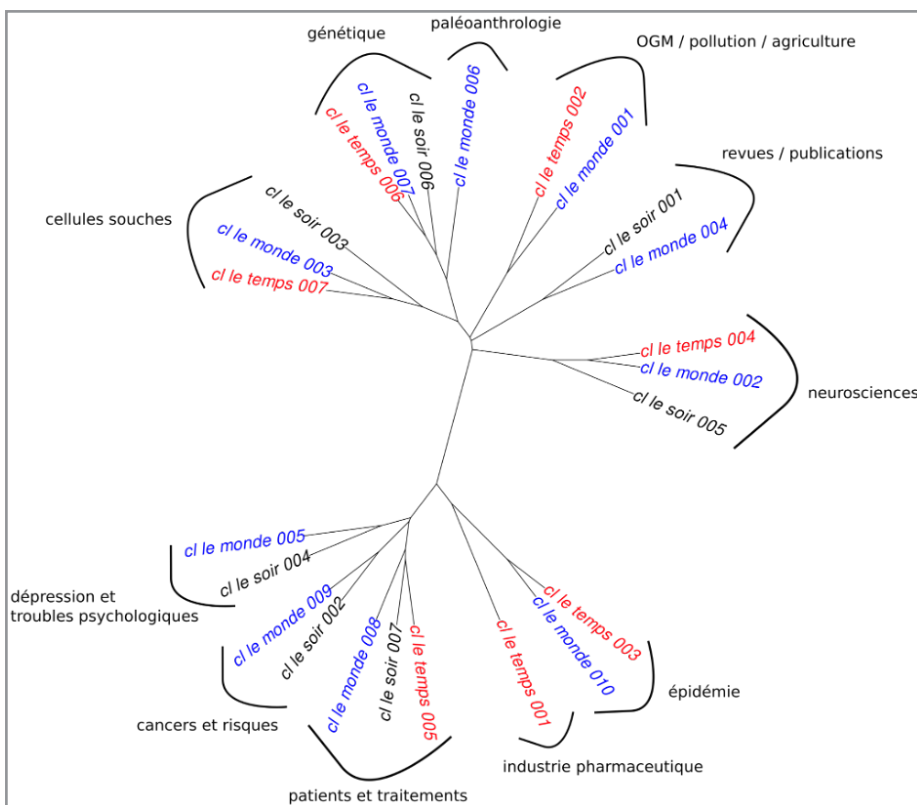 génétique
paléoanthrologie
OGM / pollution / agriculture
cl le temps 006
cl le monde 007
cl le soir 006
cl le monde 006
cl le temps 002
cl le monde 001
revues / publications
cl le soir 001
cl le monde 004
cellules souches
cl le soir 003
cl le monde 003
cl le temps 007
cl le temps 004
cl le monde 002
cl le soir 005
neurosciences
cl le monde 005
cl le soir 004
dépression et
troubles psychologiques
cl le monde 009
cl le soir 002
cancers et risques
cl le monde 008
cl le soir 007
cl le temps 005
patients et traitements
cl le temps 001
industrie pharmaceutique
cl le temps 003
cl le monde 010
épidémie